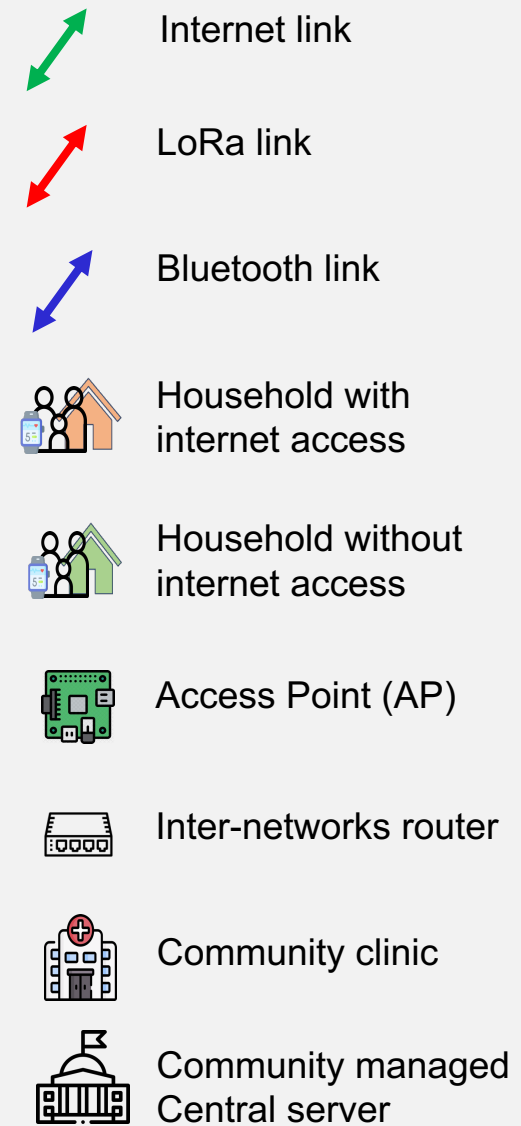 Internet link
LoRa link
Bluetooth link
Household with
internet access
Household without
internet access
Access Point (AP)
Inter-networks router
Community clinic
Community managed
Central server